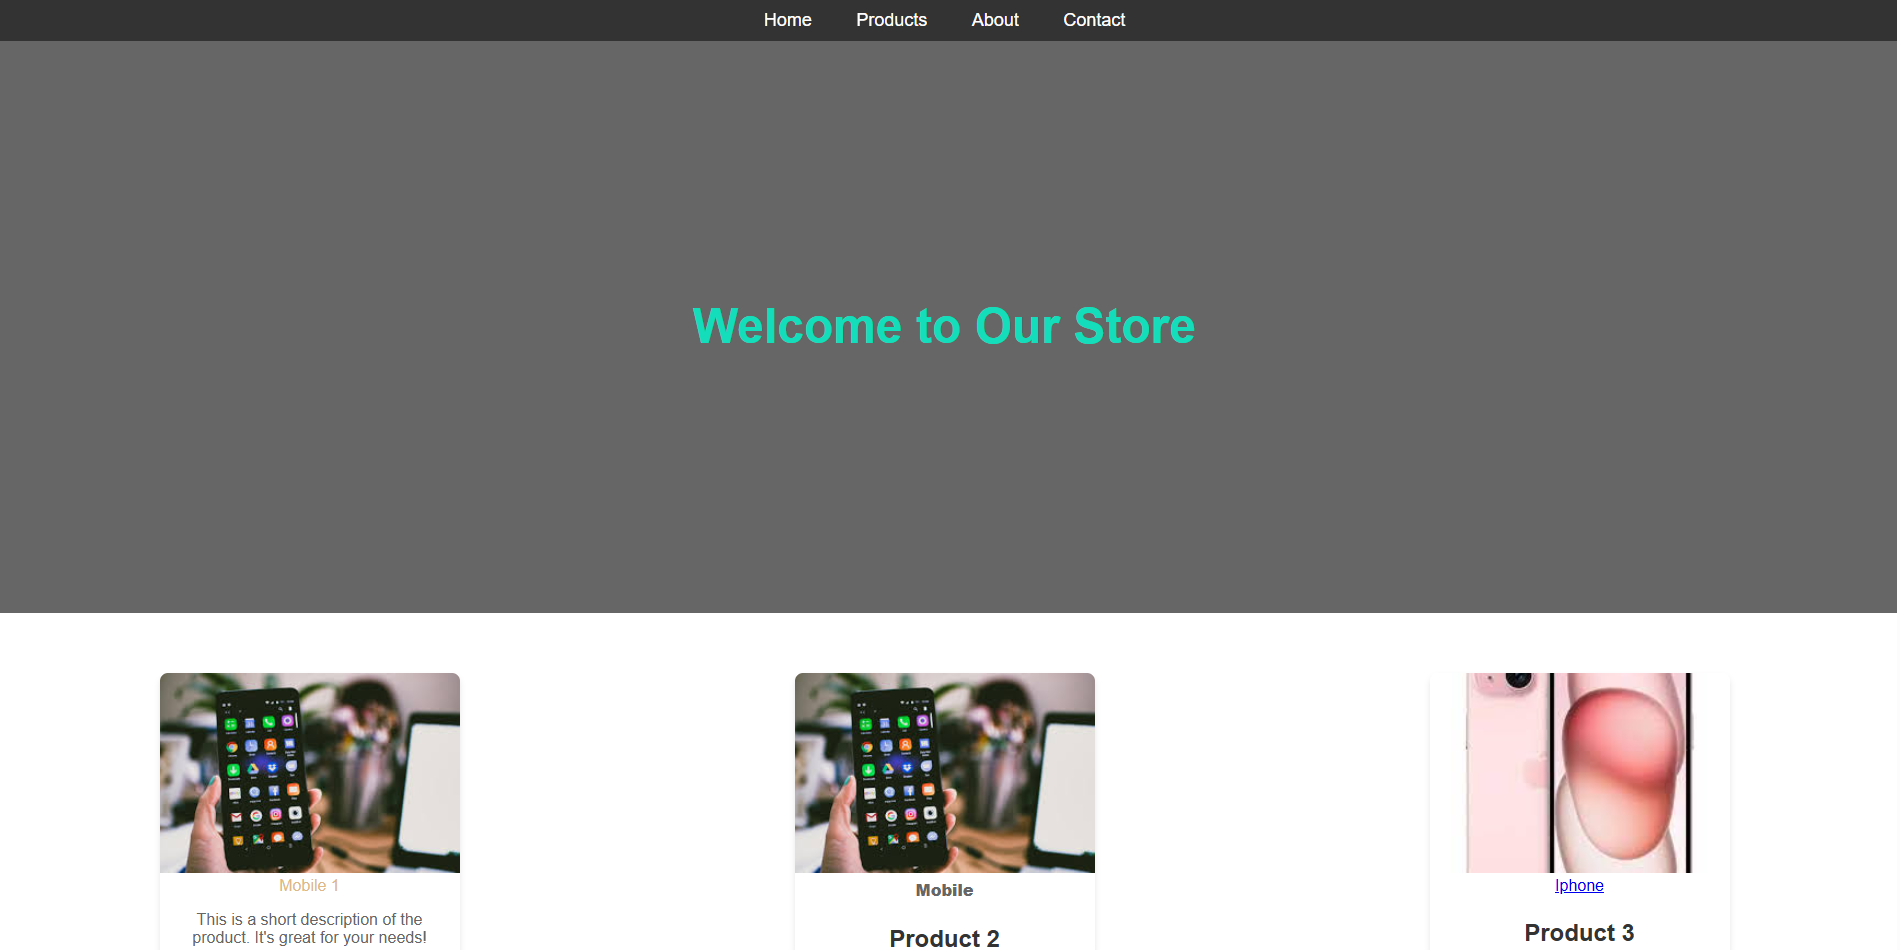 Home Products About Contact
Welcome to Our Store
Mobile 1
This is a short description of the
product. It's great for your needs!
Mobile
Product 2
Iphone
Product 3